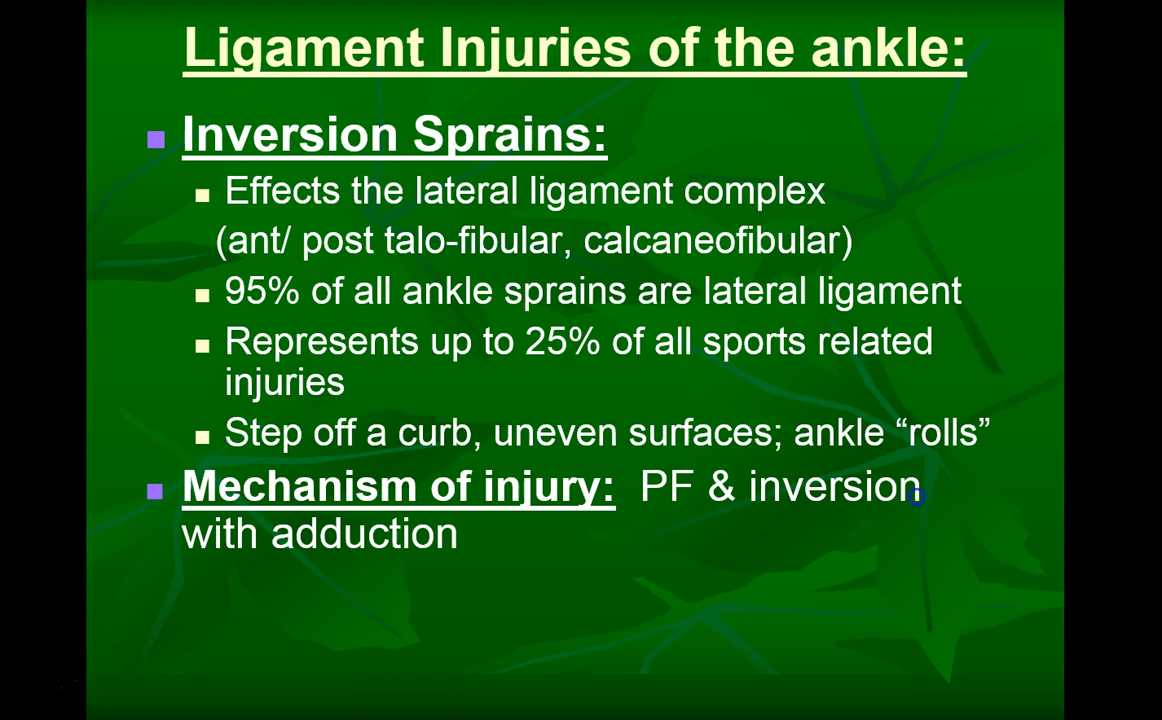 Ligament Injuries of the ankle:
Inversion Sprains:
Effects the lateral ligament complex
(ant/ post talo-fibular, calcaneofibular)
95% of all ankle sprains are lateral ligament
Represents up to 25% of all sports related
injuries
Step off a curb, uneven surfaces; ankle “rolls”
Mechanism of injury: PF & inversion
with adduction